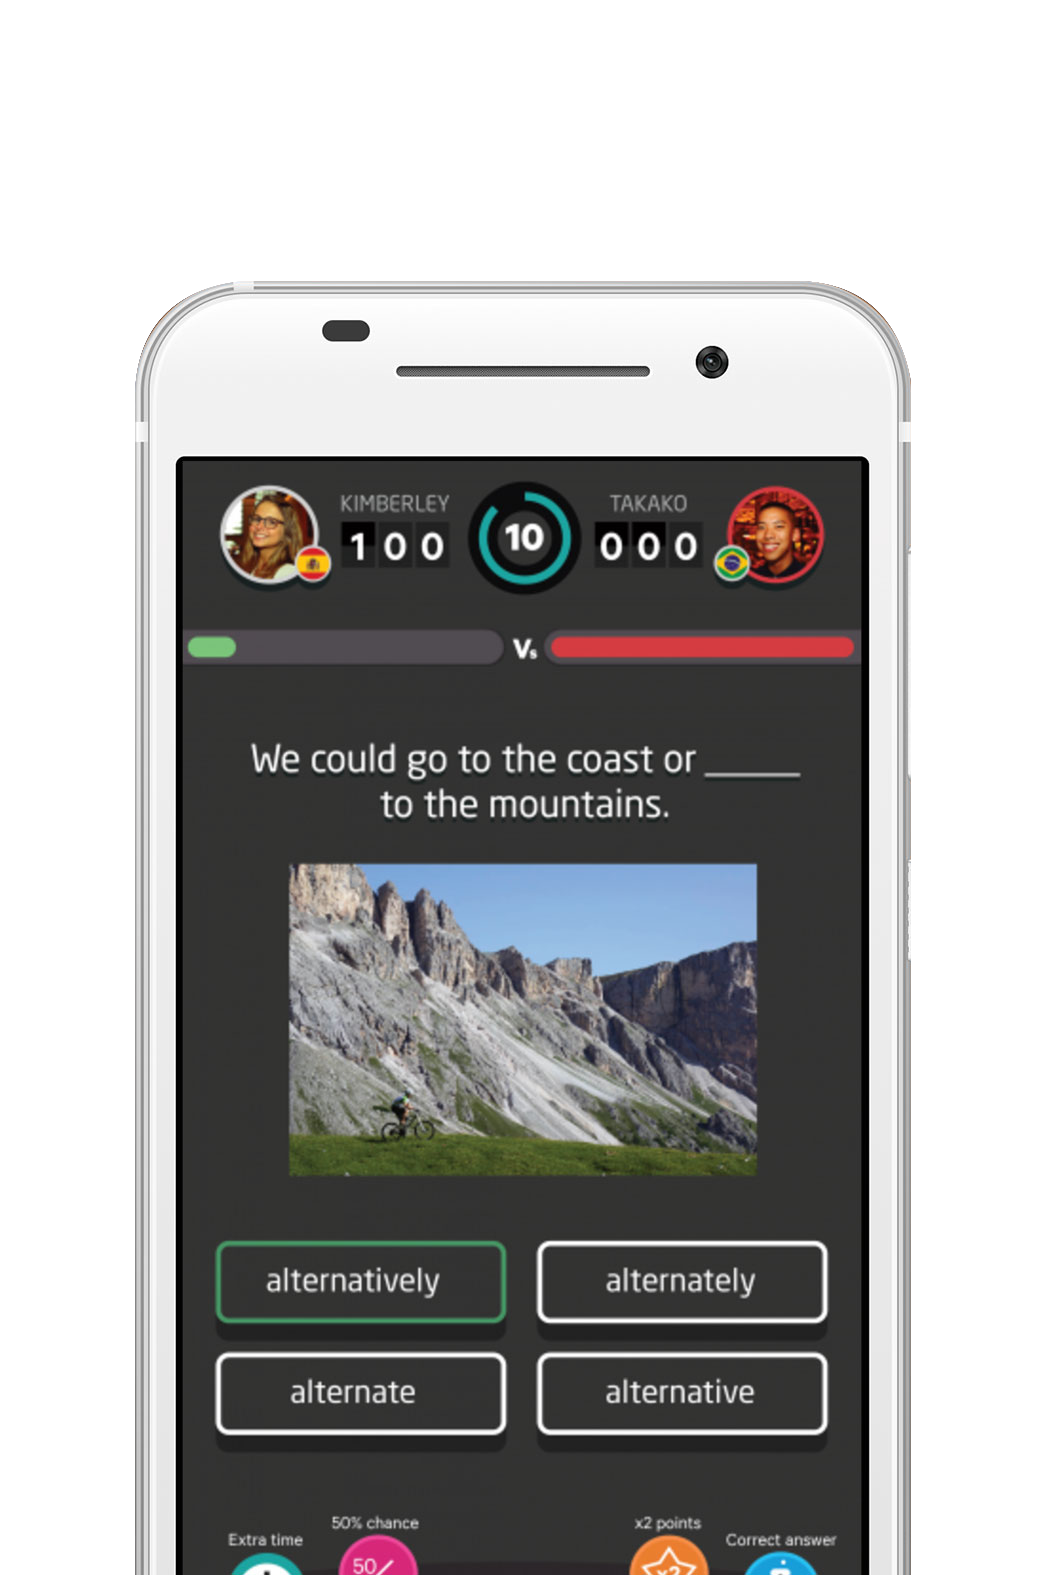 KIMBERLEY
100
10
TAKAKO
000
Vs
We could go to the coast or _____
to the mountains.
alternatively
alternately
alternate
alternative
Extra time
50% chance
x2 points
Correct answer
50/
x2